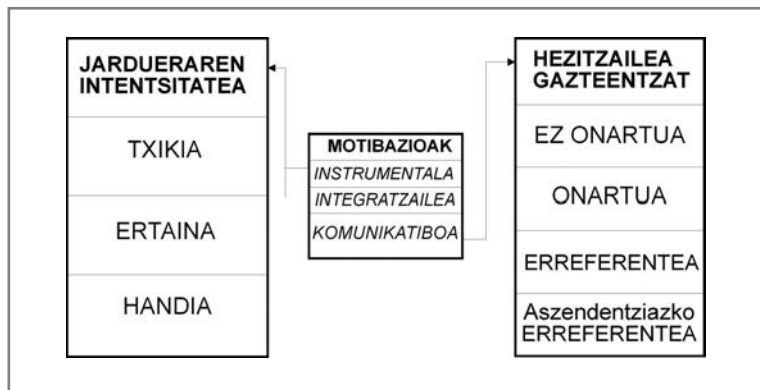 JARDUERAREN
INTENTSITATEA
TXIKIA
ERTAINA
HANDIA
MOTIBAZIOAK
INSTRUMENTALA
INTEGRATZAILEA
KOMUNIKATIBOA
HEZITZAILEA
GAZTEENTZAT
EZ ONARTUA
ONARTUA
ERREFERENTEA
Aszendentziazko
ERREFERENTEA